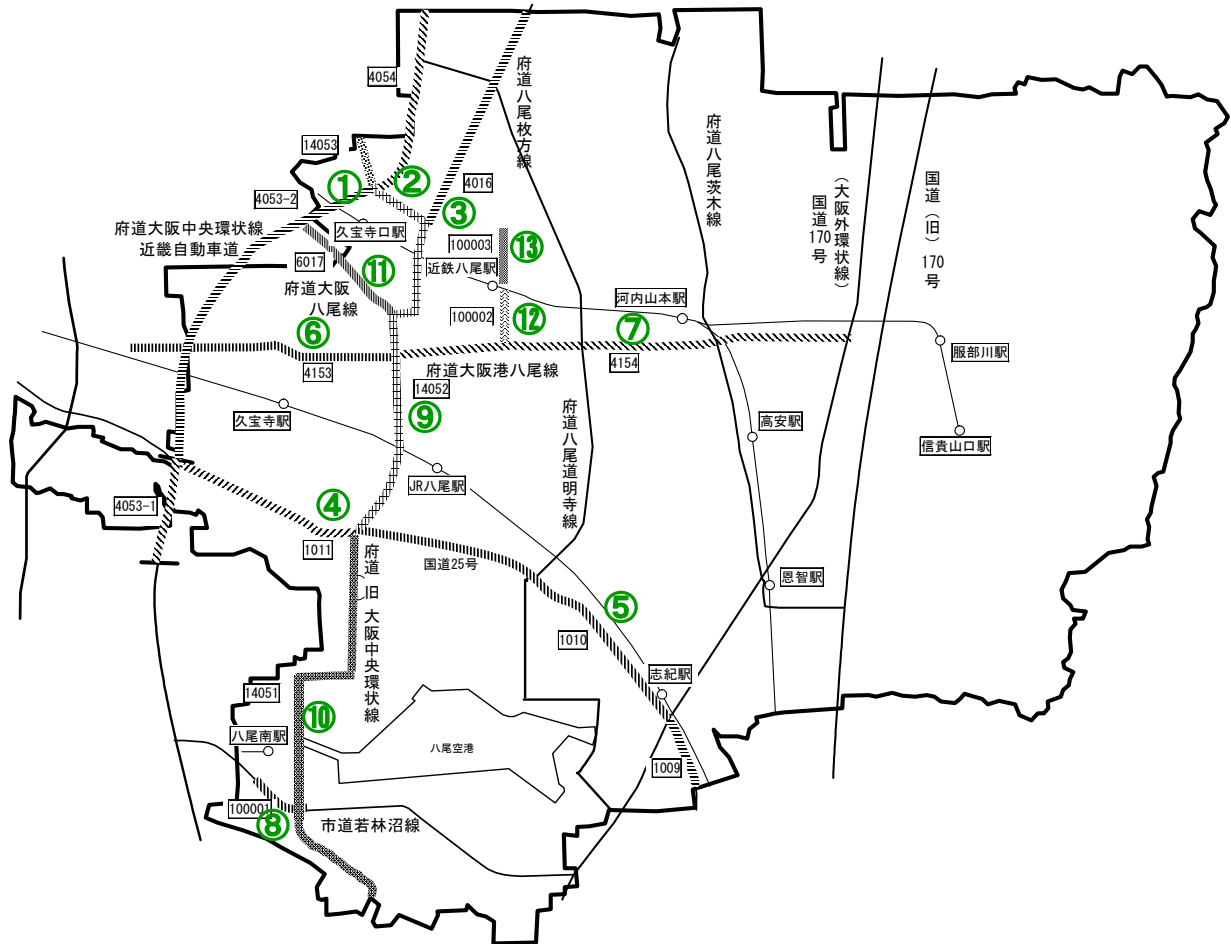 4054
府道八尾枚方線
14053
①
②
4016
4053-2
③
府道八尾茨木線
国道170号
(大阪外環状線)
国道(旧)170号
府道大阪中央環状線
近畿自動車道
久宝寺口駅
100003
⑬
6017
⑪
近鉄八尾駅
府道大阪
八尾線
100002
⑫
河内山本駅
⑥
⑦
4153
府道大阪港八尾線
4154
服部川駅
14052
⑨
久宝寺駅
府道八尾道明寺線
高安駅
信貴山口駅
JR八尾駅
4053-1
④
1011
国道25号
府道(旧)大阪中央環状線
恩智駅
⑤
1010
志紀駅
14051
⑩
八尾南駅
八尾空港
1009
100001
⑧
市道若林沼線